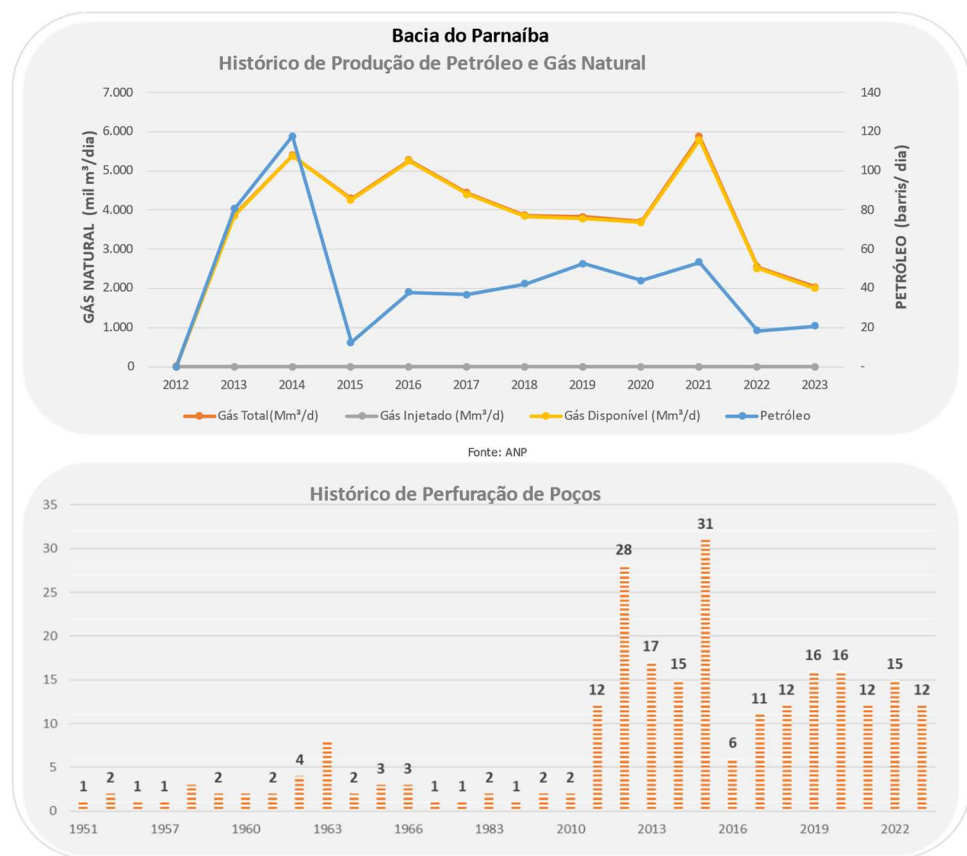 Bacia do Parnaíba
Histórico de Produção de Petróleo e Gás Natural
GÁS NATURAL (mil m³/dia)
7.000
6.000
5.000
4.000
3.000
2.000
1.000
0
140
120
100
80
60
40
20
-
PETRÓLEO (barris/ dia)
2012 2013 2014 2015 2016 2017 2018 2019 2020 2021 2022 2023
Gás Total(Mm³/d) Gás Injetado (Mm³/d) Gás Disponível (Mm³/d) Petróleo
Fonte: ANP
Histórico de Perfuração de Poços
35
30
25
20
15
10
5
0
1 2 1 1 2 2 4 2 3 3 1 1 2 1 2 2 12 28 17 15 31 6 11 12 16 16 12 15 12
1951 1957 1960 1963 1966 1983 2010 2013 2016 2019 2022